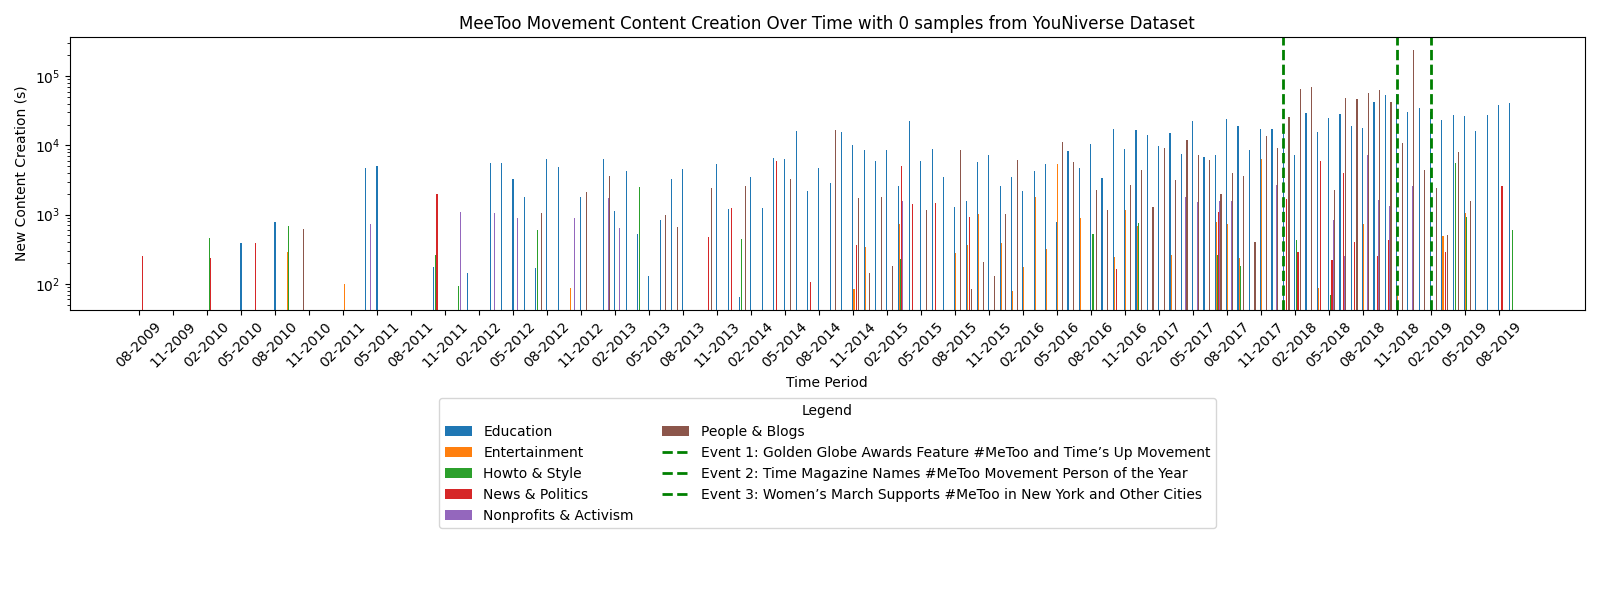 MeeToo Movement Content Creation Over Time with 0 samples from YouNiverse Dataset
New Content Creation (s)
10^5
10^4
10^3
10^2
08-2009 11-2009 02-2010 05-2010 08-2010 11-2010 02-2011 05-2011 08-2011 11-2011 02-2012 05-2012 08-2012 11-2012 02-2013 05-2013 08-2013 11-2013 02-2014 05-2014 08-2014 11-2014 02-2015 05-2015 08-2015 11-2015 02-2016 05-2016 08-2016 11-2016 02-2017 05-2017 08-2017 11-2017 02-2018 05-2018 08-2018 11-2018 02-2019 05-2019 08-2019
Time Period
Legend
Education
Entertainment
Howto & Style
News & Politics
Nonprofits & Activism
People & Blogs
Event 1: Golden Globe Awards Feature #MeToo and Time’s Up Movement
Event 2: Time Magazine Names #MeToo Movement Person of the Year
Event 3: Women’s March Supports #MeToo in New York and Other Cities